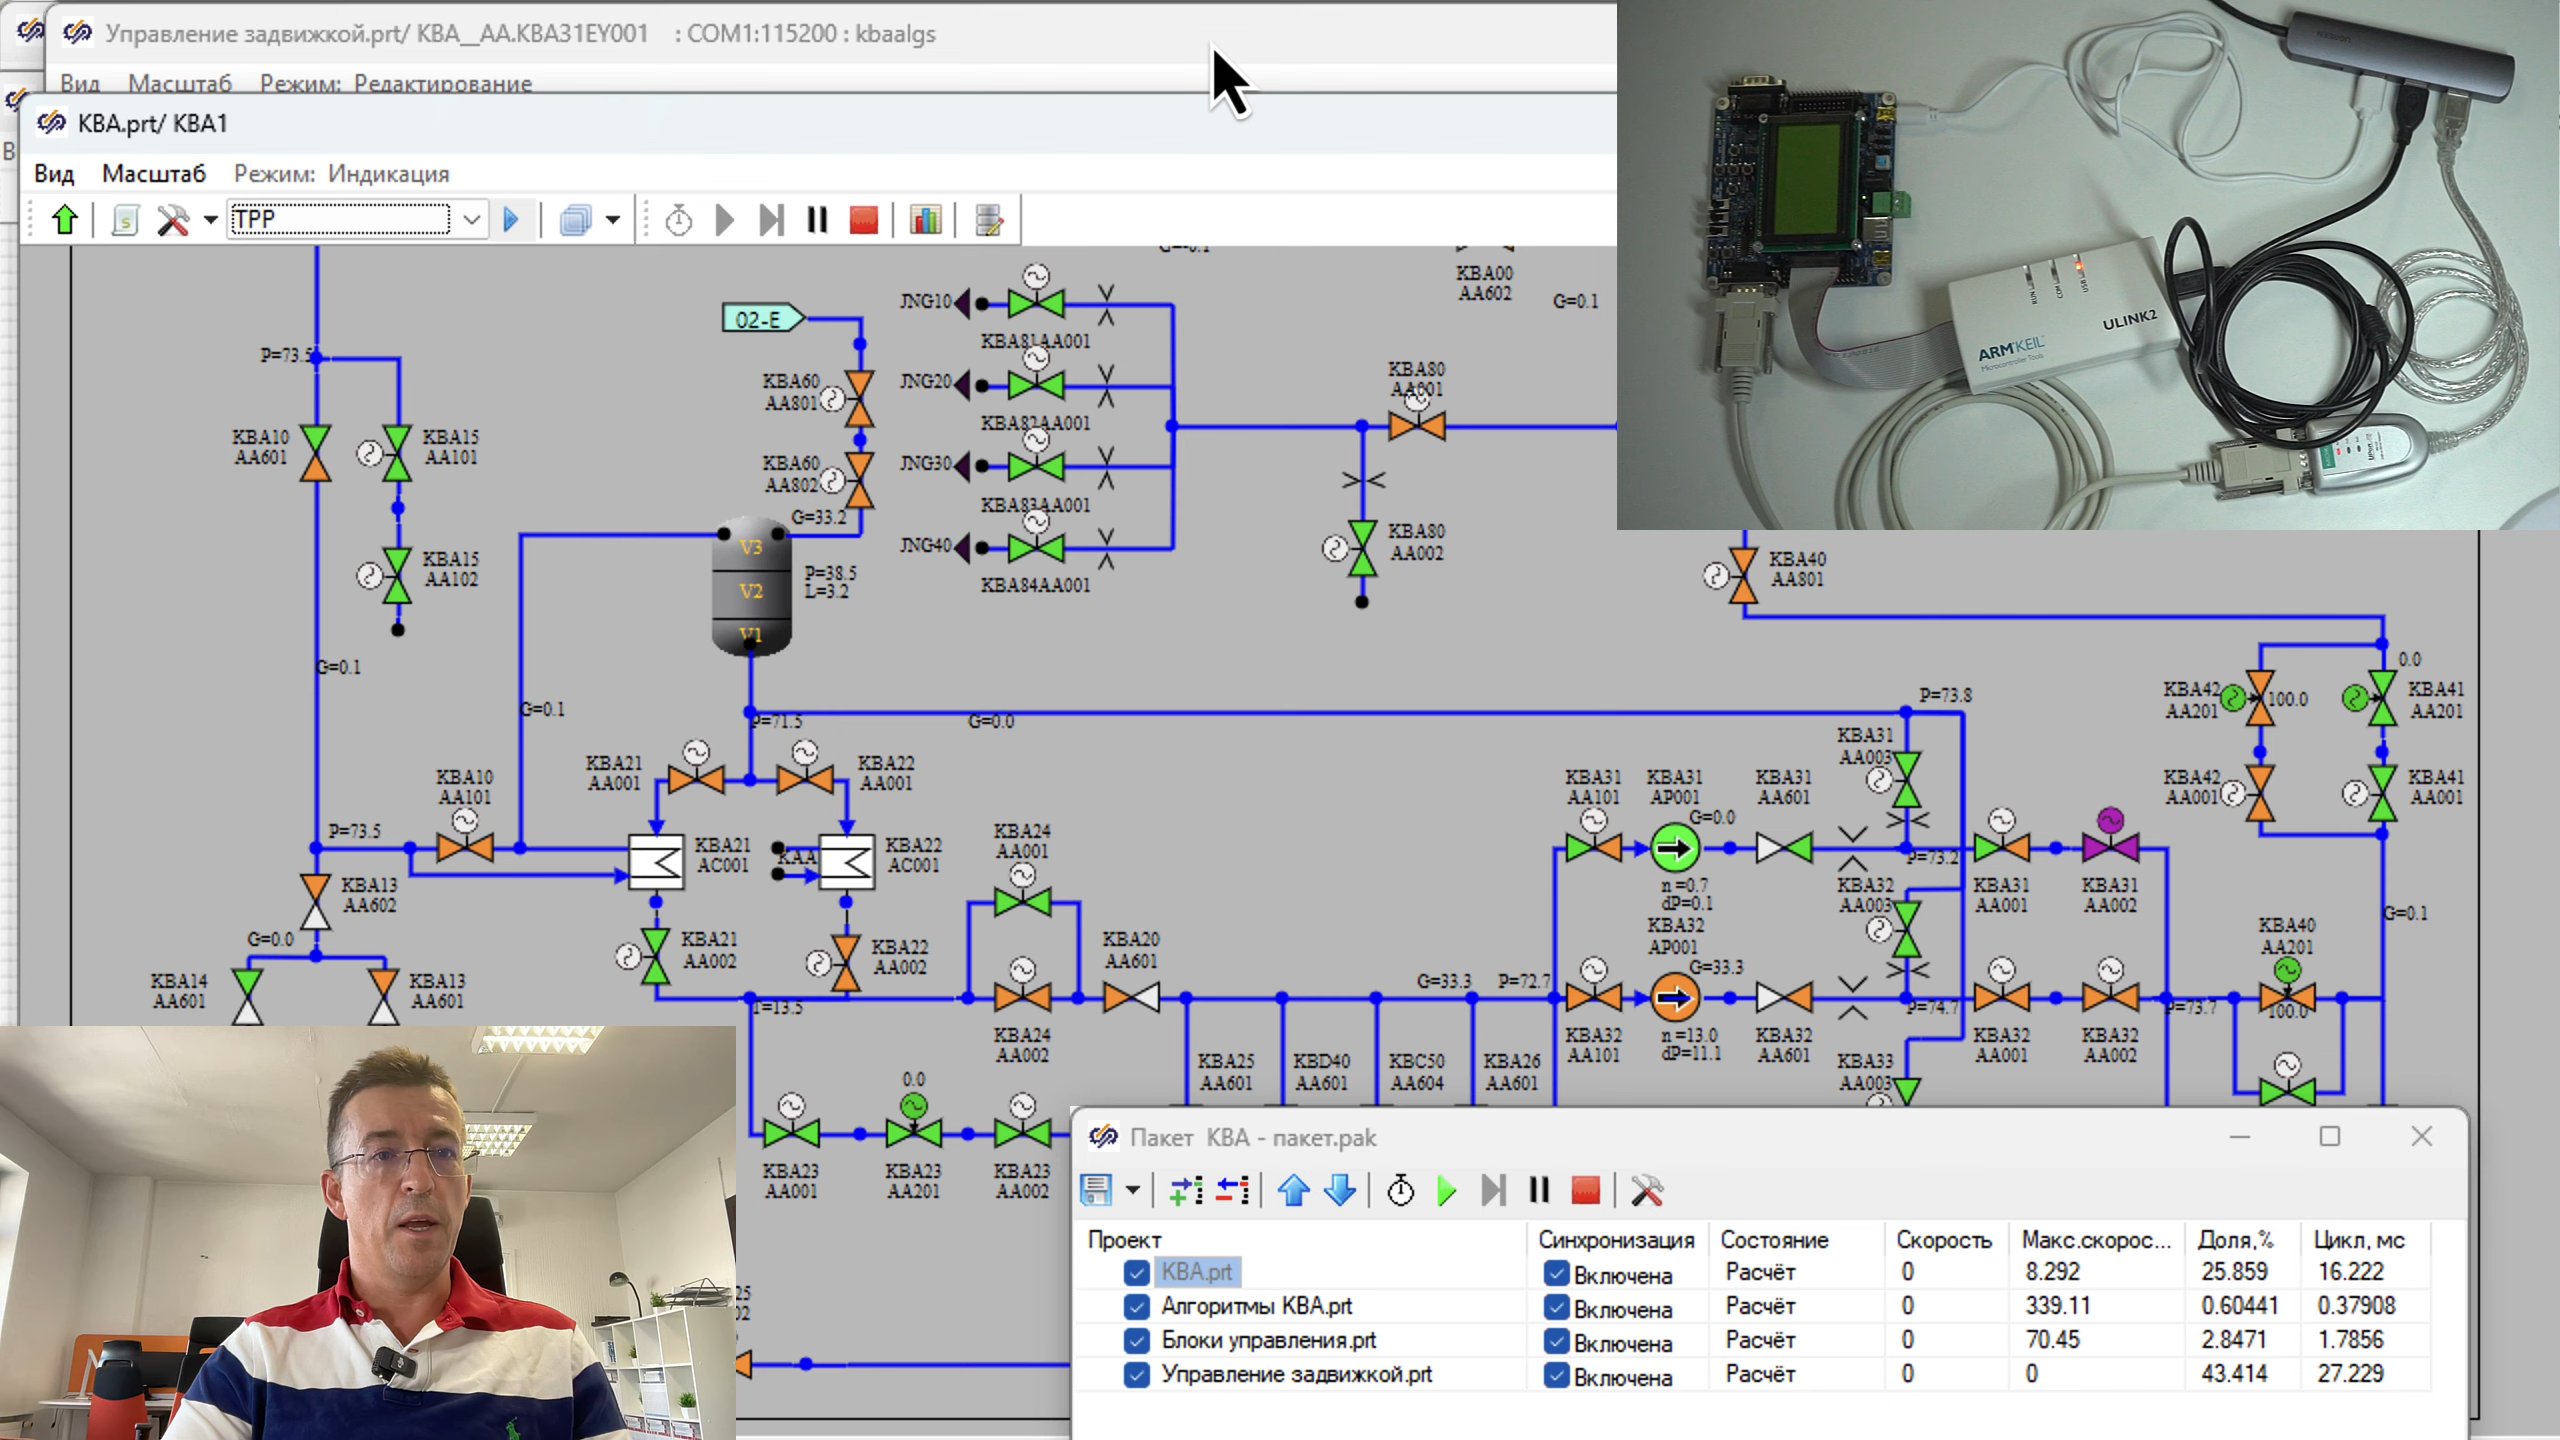 Управление задвижкой.prt/ KBA__AA.KBA31EY001 : COM1:115200 : kbaalgs
Вид Масштаб Режим: Редактирование
KBA.prt/ KBA1
Вид Масштаб Режим: Индикация
TPP
KBA00
AA602
G=0.1
02-E
JNG10
KBA81AA001
JNG20
KBA82AA001
JNG30
KBA83AA001
JNG40
KBA84AA001
P=73.5
KBA10
AA601
KBA15
AA101
KBA15
AA102
KBA60
AA801
KBA60
AA802
G=33.2
V3
V2
V1
P=38.5
L=3.2
KBA80
AA601
KBA80
AA002
ARM KEIL
Microcontroller Tools
ULINK2
RUN
COM
USB
UGREEN
KBA40
AA801
0.0
KBA42
AA201
100.0
KBA41
AA201
KBA42
AA001
KBA41
AA001
G=0.1
G=0.1
P=71.5
G=0.0
P=73.8
KBA21
AA001
KBA22
AA001
KBA10
AA101
P=73.5
KBA21
AC001
KAA
KBA22
AC001
KBA24
AA001
KBA31
AA101
KBA31
AP001
G=0.0
KBA31
AA601
KBA31
AA003
P=73.2
n =0.7
dP=0.1
KBA31
AA001
KBA31
AA002
KBA13
AA602
G=0.0
KBA14
AA601
KBA13
AA601
KBA21
AA002
KBA22
AA002
T=13.5
KBA24
AA002
KBA20
AA601
G=33.3
P=72.7
KBA32
AP001
G=33.3
KBA32
AA003
KBA32
AA101
n=13.0
dP=11.1
KBA32
AA601
P=74.7
KBA32
AA001
KBA32
AA002
P=73.7
KBA40
AA201
100.0
G=0.1
KBA25
AA601
KBD40
AA601
KBC50
AA604
KBA26
AA601
KBA33
AA003
0.0
KBA23
AA001
KBA23
AA201
KBA23
AA002
Пакет KBA - пакет.pak
Проект Синхронизация Состояние Скорость Макс.скорос... Доля,% Цикл, мс
KBA.prt Включена Расчёт 0 8.292 25.859 16.222
Алгоритмы KBA.prt Включена Расчёт 0 339.11 0.60441 0.37908
Блоки управления.prt Включена Расчёт 0 70.45 2.8471 1.7856
Управление задвижкой.prt Включена Расчёт 0 0 43.414 27.229